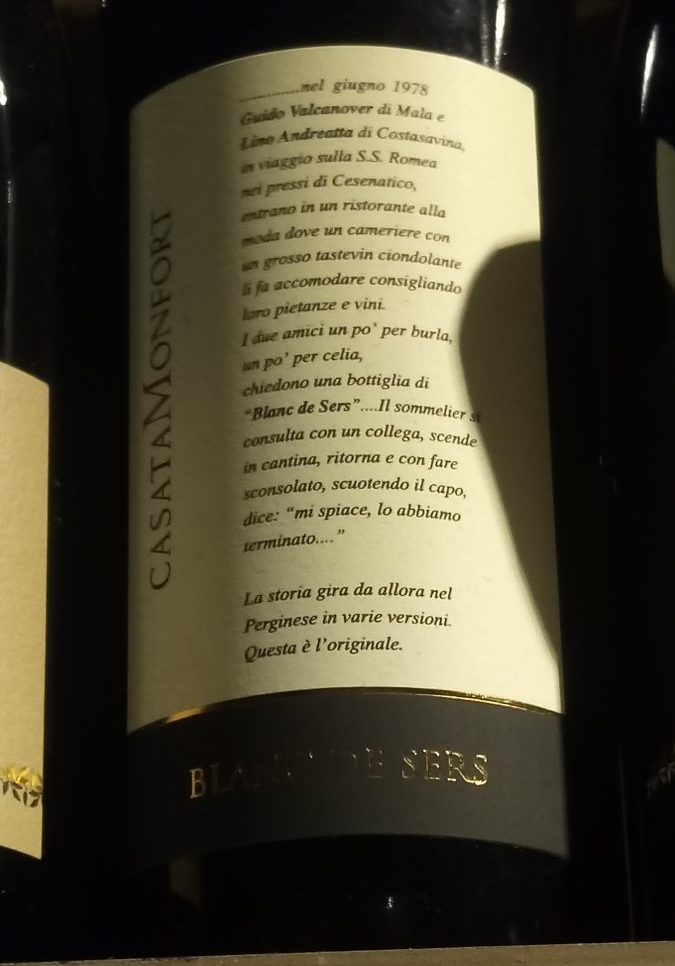 ............nel giugno 1978
Guido Valcanover di Mala e
Lino Andreatta di Costasavina,
in viaggio sulla S.S. Romea
nei pressi di Cesenatico,
entrano in un ristorante alla
moda dove un cameriere con
un grosso tastevin ciondolante
li fa accomodare consigliando
loro pietanze e vini.
I due amici un po' per burla,
un po' per celia,
chiedono una bottiglia di
“Blanc de Sers”....Il sommelier si
consulta con un collega, scende
in cantina, ritorna e con fare
sconsolato, scuotendo il capo,
dice: “mi spiace, lo abbiamo
terminato....”
La storia gira da allora nel
Perginese in varie versioni.
Questa è l'originale.
CASATAMONFORT
BLANC DE SERS